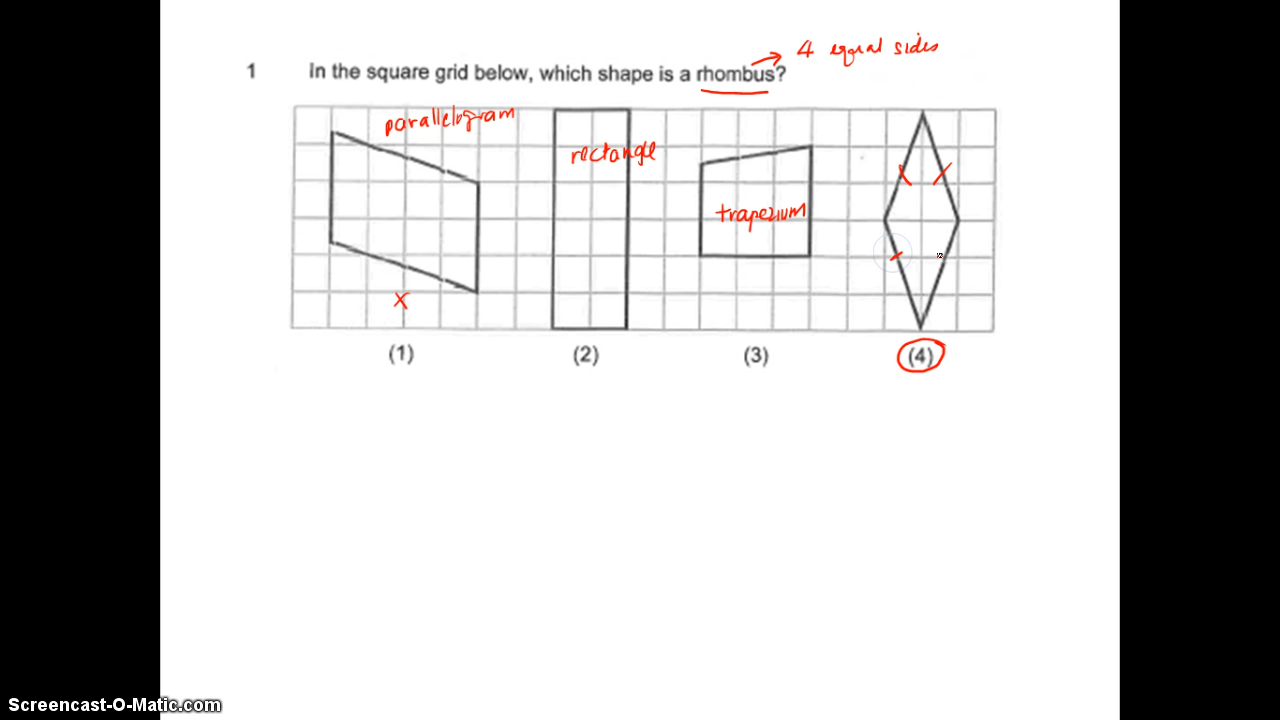 4 equal sides
1 In the square grid below, which shape is a rhombus?
parallelogram
rectangle
trapezium
x
(1) (2) (3) (4)
Screencast-O-Matic.com